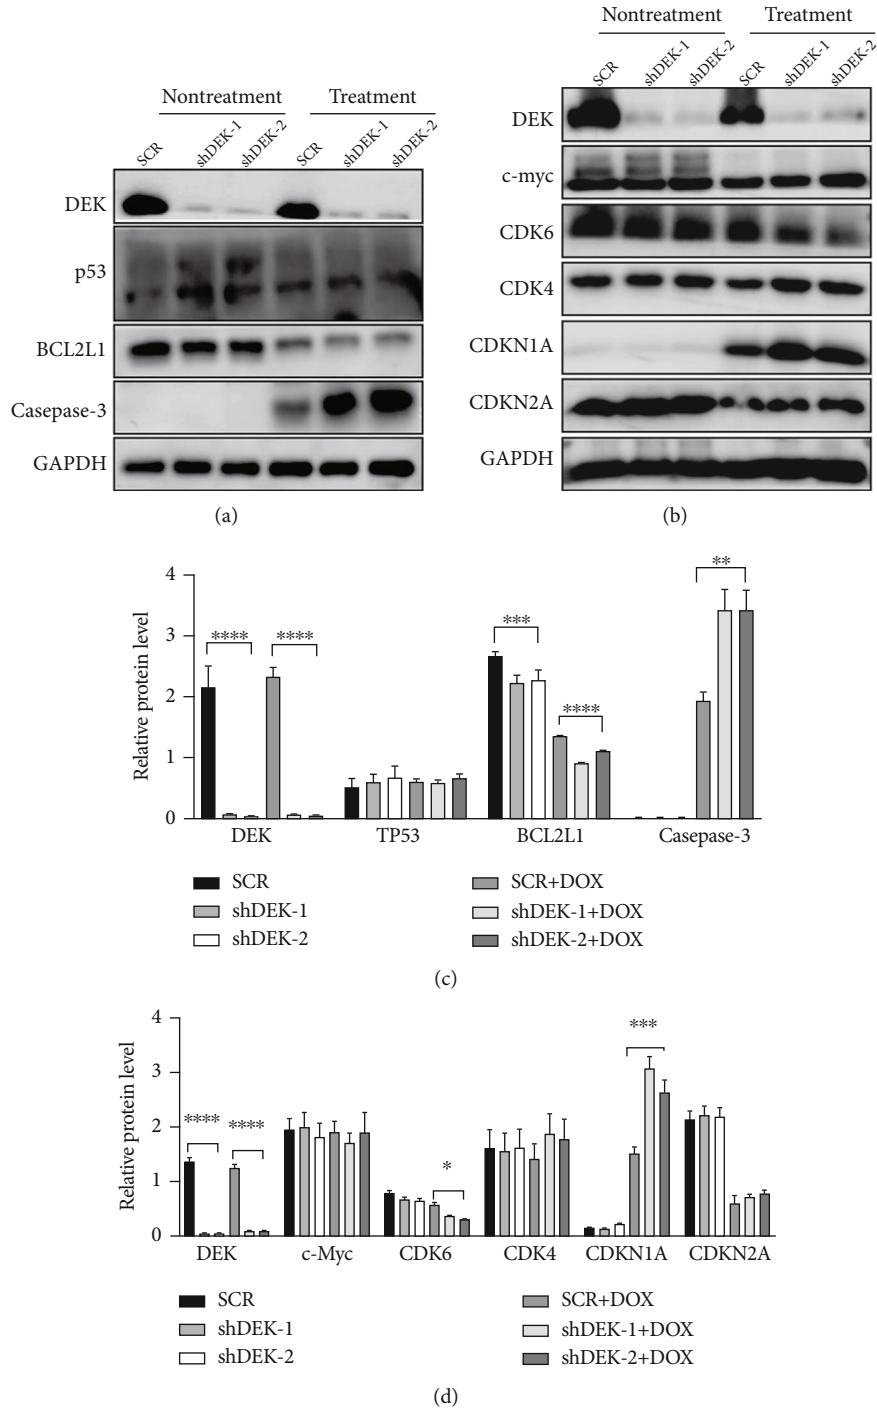 Nontreatment Treatment
SCR shDEK-1 shDEK-2 SCR shDEK-1 shDEK-2
DEK
p53
BCL2L1
Casepase-3
GAPDH
(a)
Nontreatment Treatment
SCR shDEK-1 shDEK-2 SCR shDEK-1 shDEK-2
DEK
c-myc
CDK6
CDK4
CDKN1A
CDKN2A
GAPDH
(b)
Relative protein level
4
3
2
1
0
**** **** *** **** **
DEK TP53 BCL2L1 Casepase-3
SCR SCR+DOX
shDEK-1 shDEK-1+DOX
shDEK-2 shDEK-2+DOX
(c)
Relative protein level
4
3
2
1
0
**** **** * ***
DEK c-Myc CDK6 CDK4 CDKN1A CDKN2A
SCR SCR+DOX
shDEK-1 shDEK-1+DOX
shDEK-2 shDEK-2+DOX
(d)